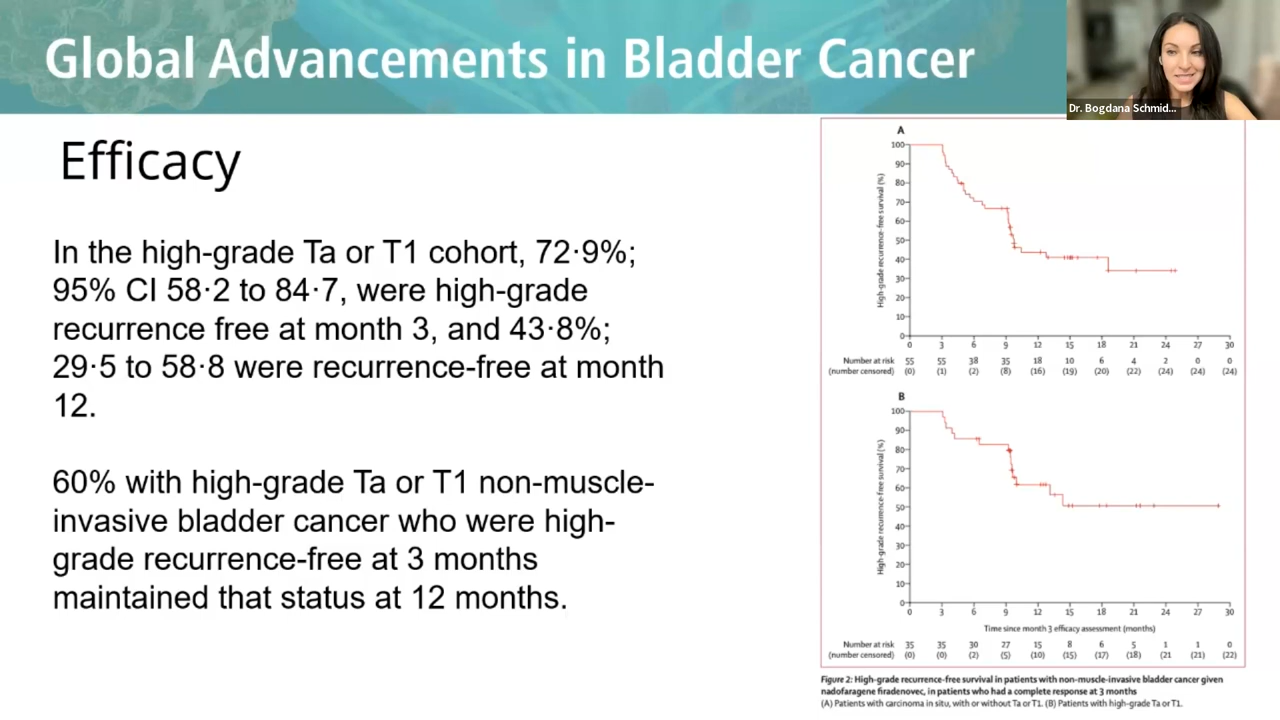 Global Advancements in Bladder Cancer
Dr. Bogdana Schmid...
Efficacy
In the high-grade Ta or T1 cohort, 72·9%;
95% CI 58·2 to 84·7, were high-grade
recurrence free at month 3, and 43·8%;
29·5 to 58·8 were recurrence-free at month
12.
60% with high-grade Ta or T1 non-muscle-
invasive bladder cancer who were high-
grade recurrence-free at 3 months
maintained that status at 12 months.
A
High-grade recurrence-free survival (%)
100
90
80
70
60
50
40
30
20
10
0
0 3 6 9 12 15 18 21 24 27 30
Number at risk 55 55 38 35 18 10 6 4 2 0 0
(number censored) (0) (1) (2) (8) (16) (19) (20) (22) (24) (24) (24)
B
High-grade recurrence-free survival (%)
100
90
80
70
60
50
40
30
20
10
0
0 3 6 9 12 15 18 21 24 27 30
Time since month 3 efficacy assessment (months)
Number at risk 35 35 30 27 15 8 6 5 1 1 0
(number censored) (0) (0) (2) (5) (10) (15) (17) (18) (21 (21) (22)
Figure 2: High-grade recurrence-free survival in patients with non-muscle-invasive bladder cancer given
nadofaragene firadenovec, in patients who had a complete response at 3 months
(A) Patients with carcinoma in situ, with or without Ta or T1. (B) Patients with high-grade Ta or T1.